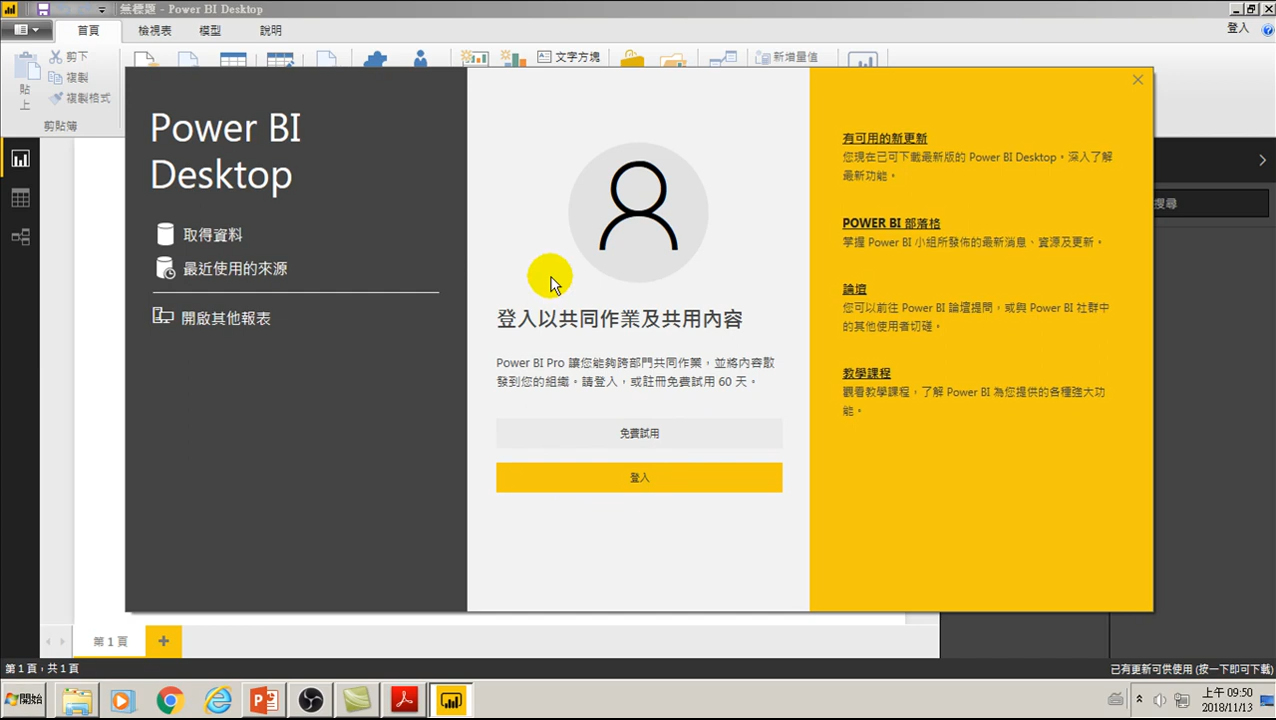 無標題 - Power BI Desktop
首頁
檢視表
模型
說明
登入
剪下
複製
複製格式
貼上
剪貼簿
文字方塊
新增量值
搜尋
Power BI
Desktop
取得資料
最近使用的來源
開啟其他報表
登入以共同作業及共用內容
Power BI Pro 讓您能夠跨部門共同作業，並將內容散
發到您的組織。請登入，或註冊免費試用 60 天。
免費試用
登入
有可用的新更新
您現在已可下載最新版的 Power BI Desktop。深入了解
最新功能。
POWER BI 部落格
掌握 Power BI 小組所發佈的最新消息、資源及更新。
論壇
您可以前往 Power BI 論壇提問，或與 Power BI 社群中
的其他使用者切磋。
教學課程
觀看教學課程，了解 Power BI 為您提供的各種強大功
能。
第 1 頁
第 1 頁，共 1 頁
已有更新可供使用 (按一下即可下載)
開始
上午 09:50
2018/11/13